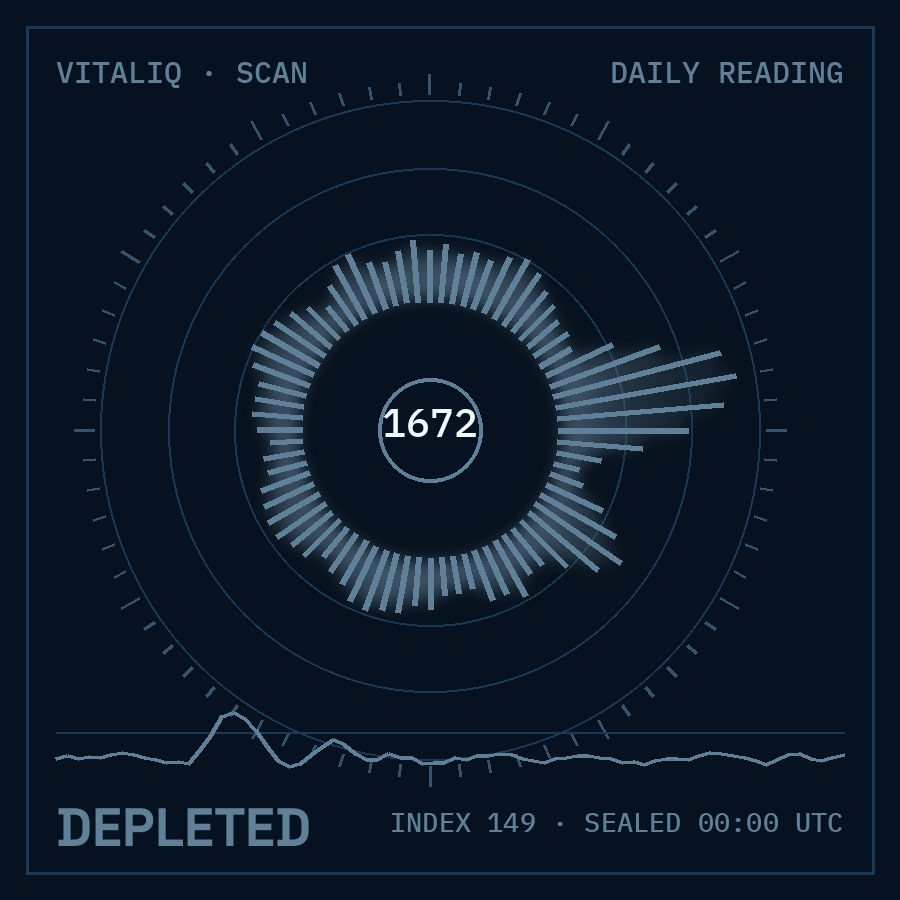 VITALIQ · SCAN
DAILY READING
1672
DEPLETED
INDEX 149 · SEALED 00:00 UTC